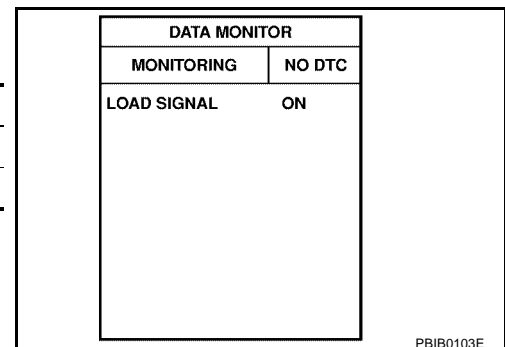 DATA MONITOR
MONITORING NO DTC
LOAD SIGNAL ON
PBIB0103E